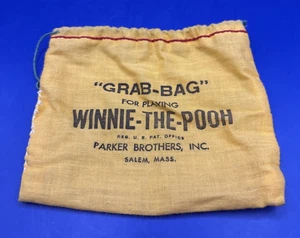 "GRAB-BAG"
FOR PLAYING
WINNIE-THE-POOH
REG. U. S. PAT. OFFICE
PARKER BROTHERS, INC.
SALEM, MASS.